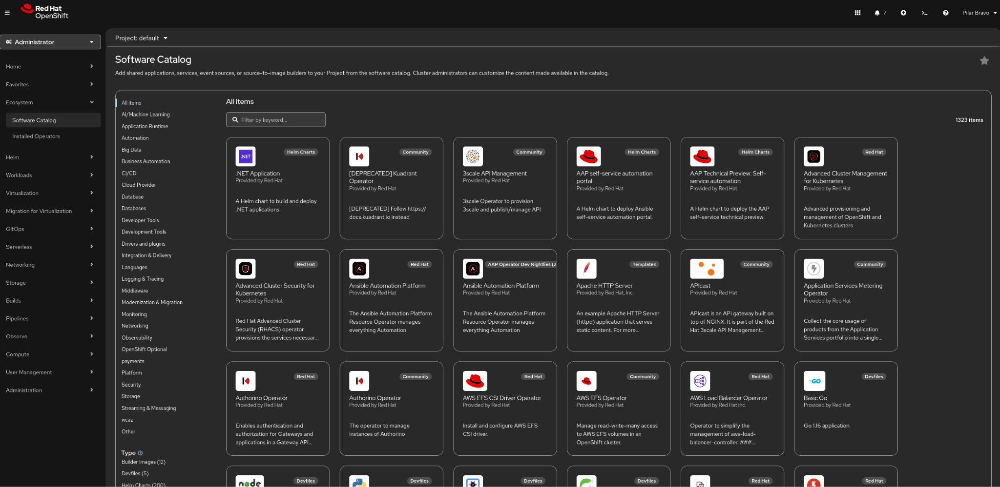 Red Hat
OpenShift
7
Pilar Bravo
Administrator
Home
Favorites
Ecosystem
Software Catalog
Installed Operators
Helm
Workloads
Virtualization
Migration for Virtualization
GitOps
Serverless
Networking
Storage
Builds
Pipelines
Observe
Compute
User Management
Administration
Project: default
Software Catalog
Add shared applications, services, event sources, or source-to-image builders to your Project from the software catalog. Cluster administrators can customize the content made available in the catalog.
All items
AI/Machine Learning
Application Runtime
Automation
Big Data
Business Automation
CI/CD
Cloud Provider
Database
Databases
Developer Tools
Development Tools
Drivers and plugins
Integration & Delivery
Languages
Logging & Tracing
Middleware
Modernization & Migration
Monitoring
Networking
Observability
OpenShift Optional
payments
Platform
Security
Storage
Streaming & Messaging
wcaz
Other
Type
Builder Images (12)
Devfiles (5)
Helm Charts (200)
All items
Filter by keyword...
1323 items
.NET
Helm Charts
.NET Application
Provided by Red Hat
A Helm chart to build and deploy
.NET applications
Community
[DEPRECATED] Kuadrant
Operator
Provided by Red Hat
[DEPRECATED] Follow https://
docs.kuadrant.io instead
Community
3scale API Management
Provided by Red Hat
3scale Operator to provision
3scale and publish/manage API
Helm Charts
AAP self-service automation
portal
Provided by Red Hat
A Helm chart to deploy Ansible
self-service automation portal.
Helm Charts
AAP Technical Preview: Self-
service automation
Provided by Red Hat
A Helm chart to deploy the AAP
self-service technical preview.
Red Hat
Advanced Cluster Management
for Kubernetes
Provided by Red Hat
Advanced provisioning and
management of OpenShift and
Kubernetes clusters
Red Hat
Advanced Cluster Security for
Kubernetes
Provided by Red Hat
Red Hat Advanced Cluster
Security (RHACS) operator
provisions the services necessar...
Red Hat
Ansible Automation Platform
Provided by Red Hat
The Ansible Automation Platform
Resource Operator manages
everything Automation
AAP Operator Dev Nightlies (2.
Ansible Automation Platform
Provided by Red Hat
The Ansible Automation Platform
Resource Operator manages
everything Automation
Templates
Apache HTTP Server
Provided by Red Hat, Inc.
An example Apache HTTP Server
(httpd) application that serves
static content. For more...
Community
APIcast
Provided by Red Hat
APIcast is an API gateway built on
top of NGINX. It is part of the Red
Hat 3scale API Management...
Community
Application Services Metering
Operator
Provided by Red Hat
Collect the core usage of
products from the Application
Services portfolio into a single...
Red Hat
Authorino Operator
Provided by Red Hat
Enables authentication and
authorization for Gateways and
applications in a Gateway API...
Community
Authorino Operator
Provided by Red Hat
The operator to manage
instances of Authorino
Red Hat
AWS EFS CSI Driver Operator
Provided by Red Hat
Install and configure AWS EFS
CSI driver.
Community
AWS EFS Operator
Provided by Red Hat
Manage read-write-many access
to AWS EFS volumes in an
OpenShift cluster.
Red Hat
AWS Load Balancer Operator
Provided by Red Hat Inc.
Operator to simplify the
management of aws-load-
balancer-controller. ###...
GO
Devfiles
Basic Go
Provided by Red Hat
Go 1.16 application
node
Devfiles
Devfiles
Devfiles
Devfiles
Red Hat
Red Hat